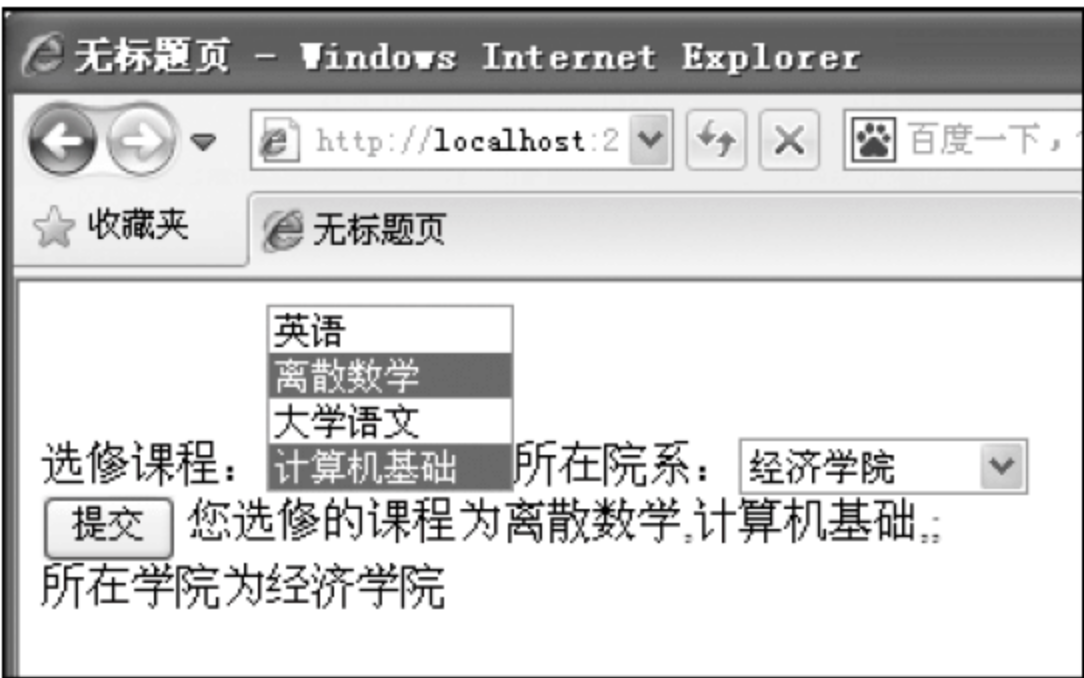 无标题页 - Windows Internet Explorer
http://localhost:2
百度一下，
收藏夹
无标题页
英语
离散数学
大学语文
选修课程：计算机基础所在院系：经济学院
提交 您选修的课程为离散数学,计算机基础,;
所在学院为经济学院